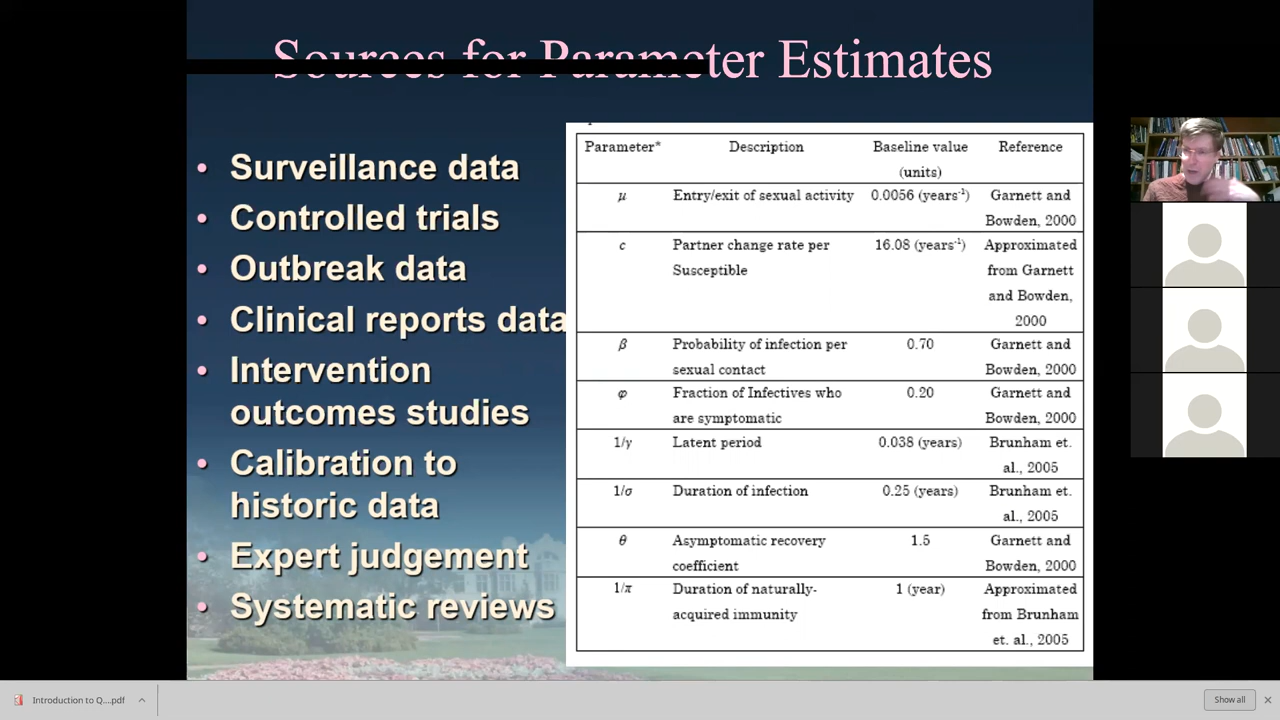 Sources for Parameter Estimates
• Surveillance data
• Controlled trials
• Outbreak data
• Clinical reports data
• Intervention
outcomes studies
• Calibration to
historic data
• Expert judgement
• Systematic reviews
Parameter* Description Baseline value Reference
(units)
μ Entry/exit of sexual activity 0.0056 (years⁻¹) Garnett and
Bowden, 2000
c Partner change rate per 16.08 (years⁻¹) Approximated
Susceptible from Garnett
and Bowden,
2000
β Probability of infection per 0.70 Garnett and
sexual contact Bowden, 2000
φ Fraction of Infectives who 0.20 Garnett and
are symptomatic Bowden, 2000
1/γ Latent period 0.038 (years) Brunham et.
al., 2005
1/σ Duration of infection 0.25 (years) Brunham et.
al., 2005
θ Asymptomatic recovery 1.5 Garnett and
coefficient Bowden, 2000
1/π Duration of naturally- 1 (year) Approximated
acquired immunity from Brunham
et. al., 2005
Introduction to Q....pdf
Show all